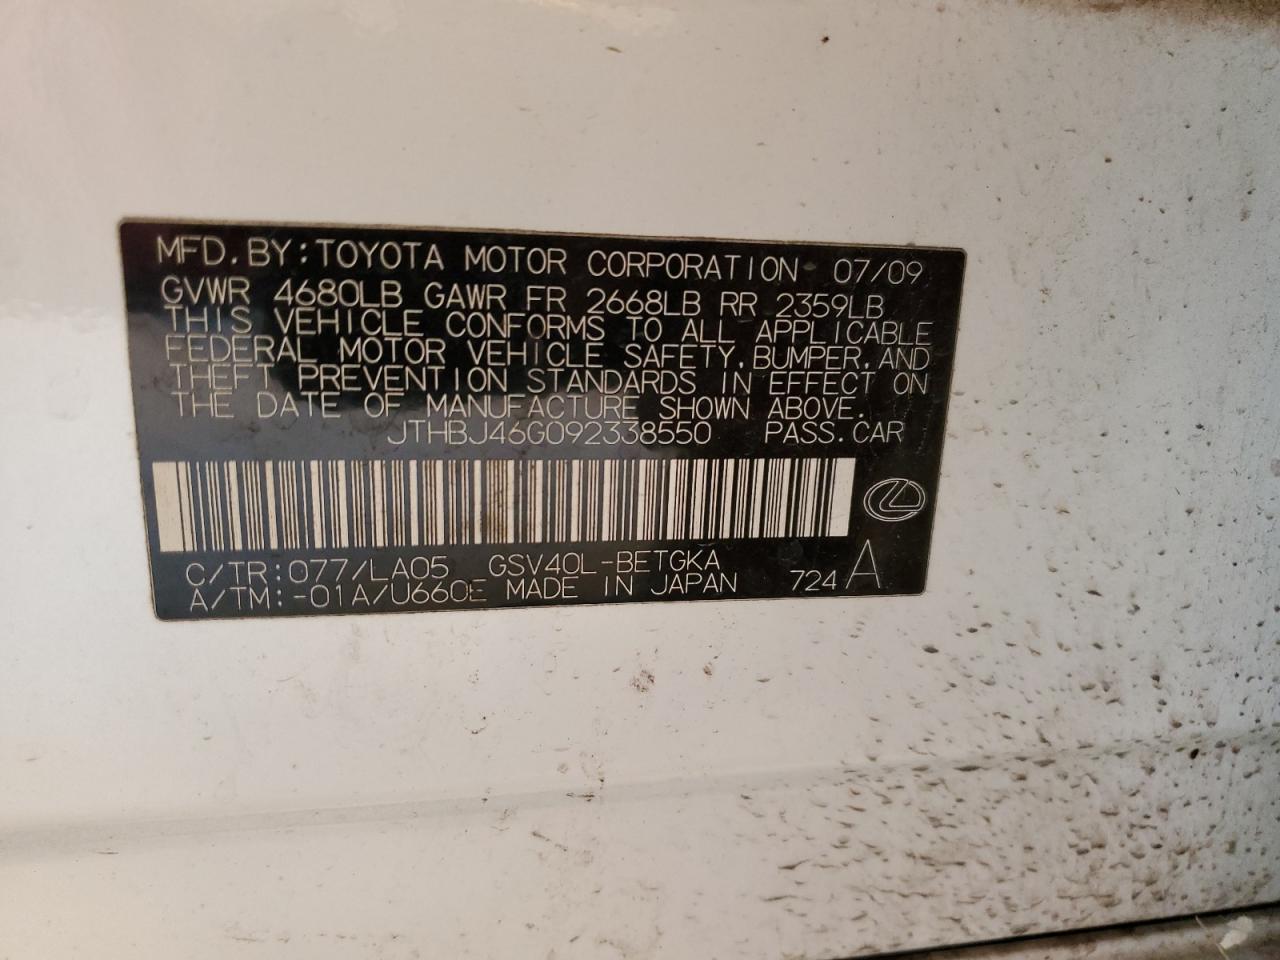 MFD. BY: TOYOTA MOTOR CORPORATION 07/09
GVWR 4680LB GAWR FR 2668LB RR 2359LB
THIS VEHICLE CONFORMS TO ALL APPLICABLE
FEDERAL MOTOR VEHICLE SAFETY, BUMPER, AND
THEFT PREVENTION STANDARDS IN EFFECT ON
THE DATE OF MANUFACTURE SHOWN ABOVE.
JTHBJ46G092338550 PASS. CAR
C/TR: 077/LA05 GSV40L-BETGKA
A/TM: -01A/U660E MADE IN JAPAN 724 A